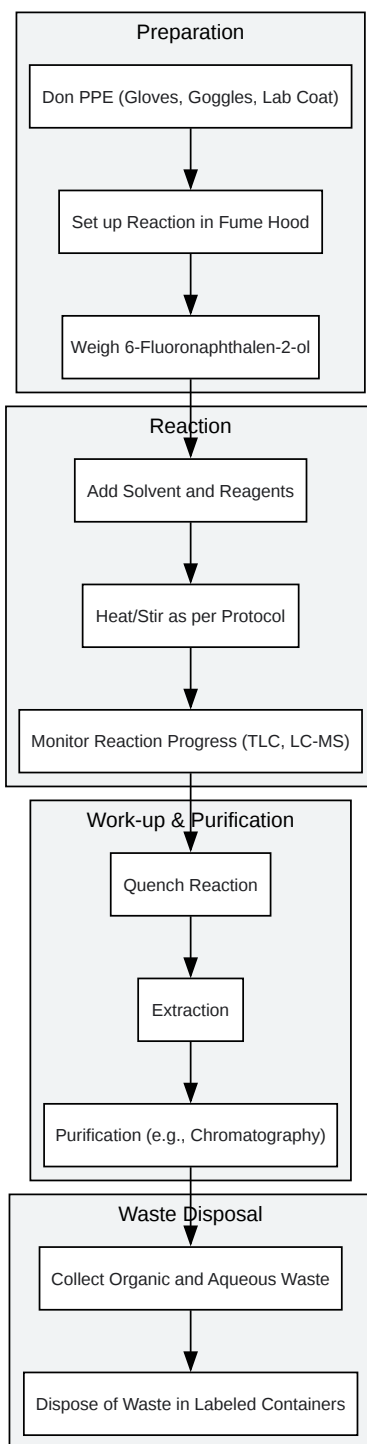 Preparation
Don PPE (Gloves, Goggles, Lab Coat)
Set up Reaction in Fume Hood
Weigh 6-Fluoronaphthalen-2-ol
Reaction
Add Solvent and Reagents
Heat/Stir as per Protocol
Monitor Reaction Progress (TLC, LC-MS)
Work-up & Purification
Quench Reaction
Extraction
Purification (e.g., Chromatography)
Waste Disposal
Collect Organic and Aqueous Waste
Dispose of Waste in Labeled Containers